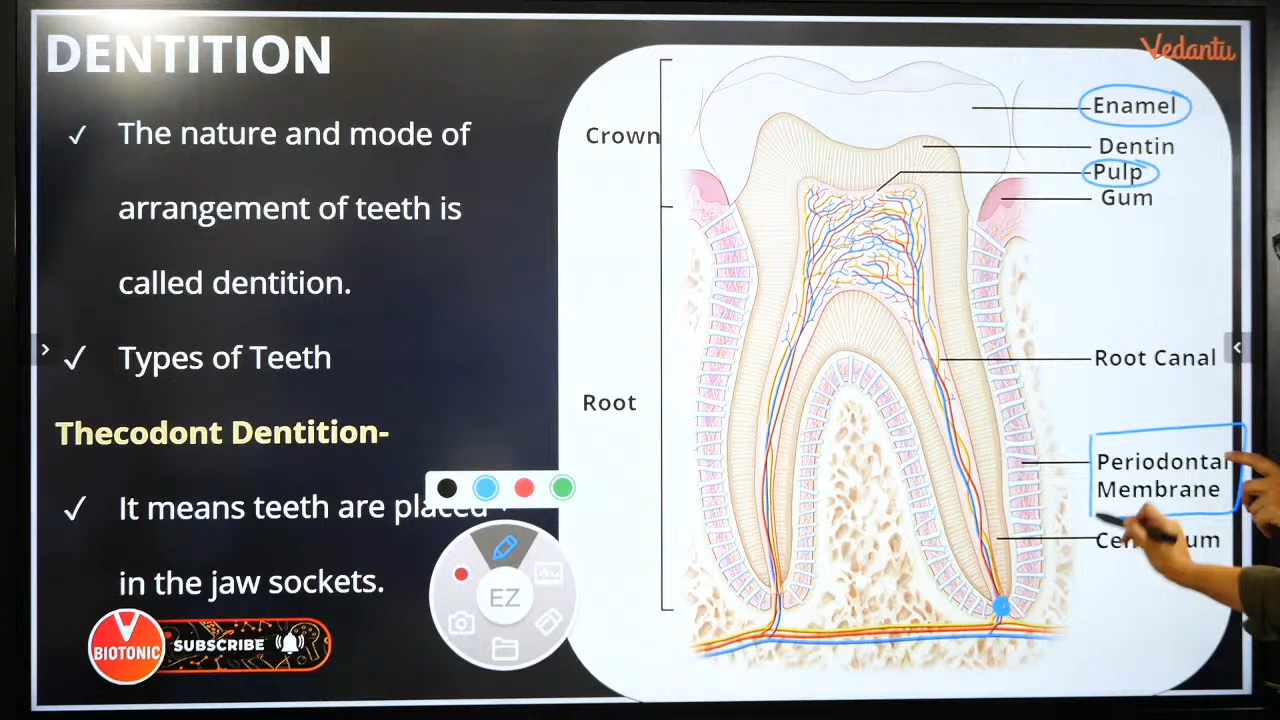 DENTITION
✓ The nature and mode of
arrangement of teeth is
called dentition.
✓ Types of Teeth
Thecodont Dentition-
✓ It means teeth are placed
in the jaw sockets.
BIOTONIC
SUBSCRIBE
EZ
Vedantu
Crown
Root
Enamel
Dentin
Pulp
Gum
Root Canal
Periodontal
Membrane